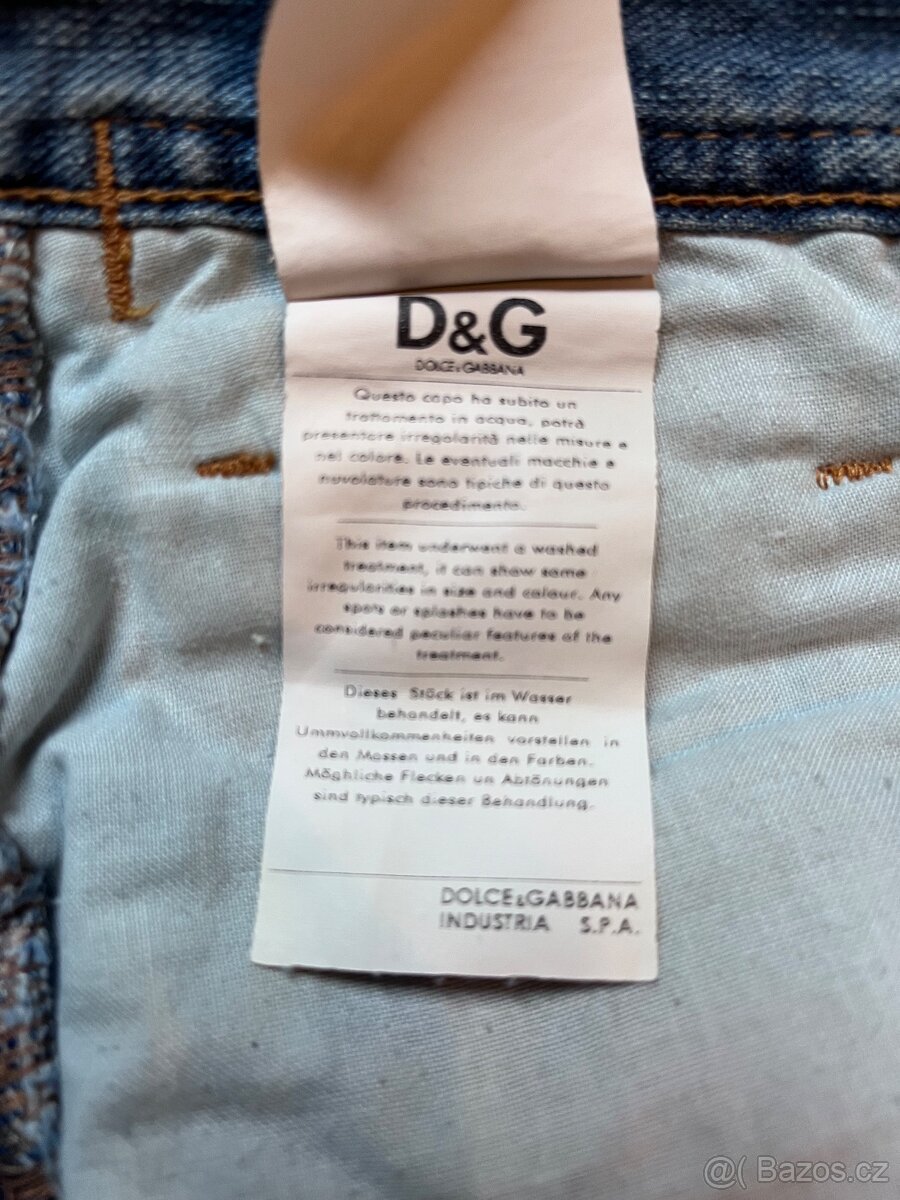 D&G
DOLCE&GABBANA
Questo capo ha subito un
trattamento in acqua, potrà
presentare irregolarità nelle misure e
nel colore. Le eventuali macchie e
nuvolature sono tipiche di questo
procedimento.
This item underwent a washed
treatment, it can show same
irregularities in size and colour. Any
spots or splashes have to be
considered peculiar features of the
treatment.
Dieses Stück ist im Wasser
behandelt, es kann
Ummvollkommenheiten vorstellen in
den Massen und in den Farben.
Möghliche Flecken un Abtönungen
sind typisch dieser Behandlung.
DOLCE&GABBANA
INDUSTRIA S.P.A.
@( Bazos.cz